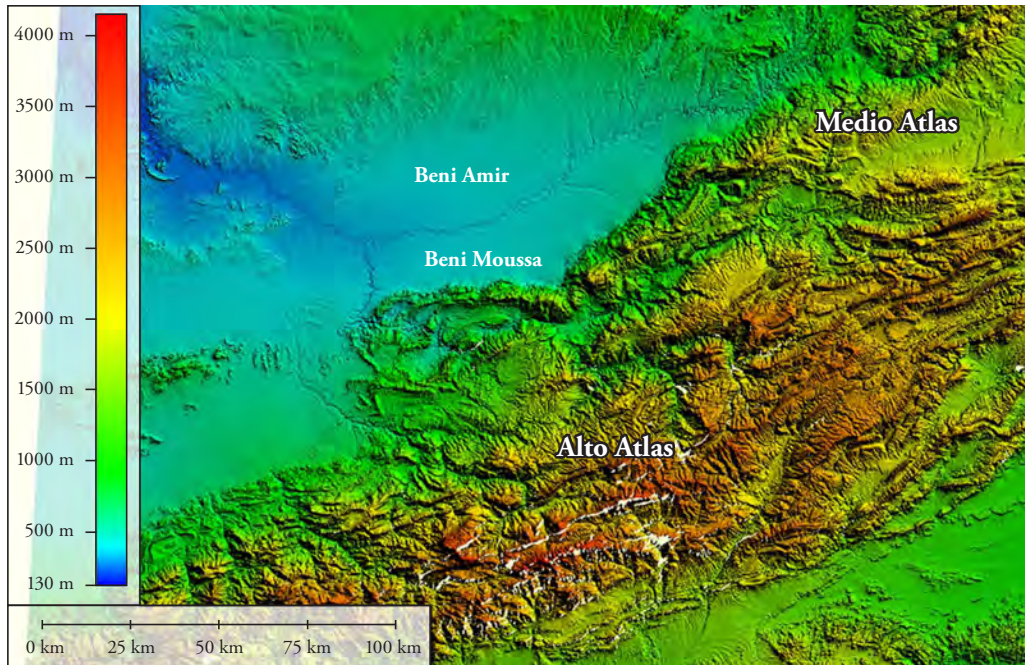 4000 m
3500 m
3000 m
2500 m
2000 m
1500 m
1000 m
500 m
130 m
Medio Atlas
Beni Amir
Beni Moussa
Alto Atlas
0 km 25 km 50 km 75 km 100 km